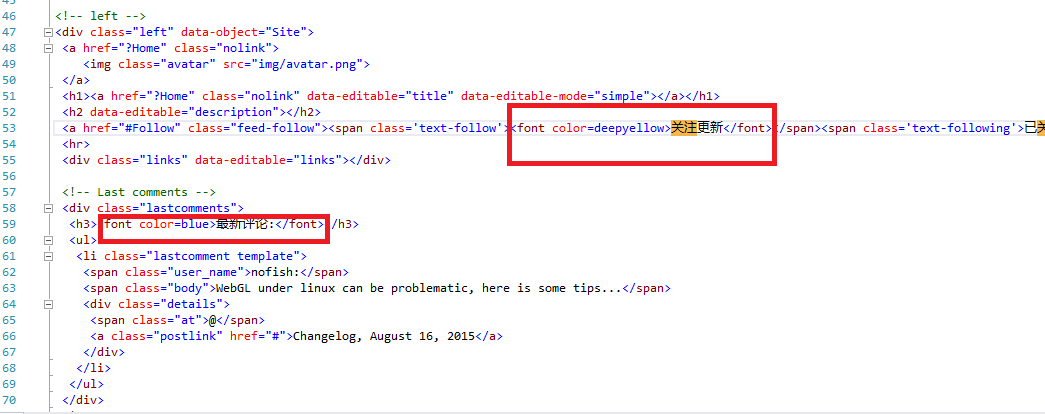 46 <!-- left -->
47 <div class="left" data-object="Site">
48 <a href="?Home" class="nolink">
49 <img class="avatar" src="img/avatar.png">
50 </a>
51 <h1><a href="?Home" class="nolink" data-editable="title" data-editable-mode="simple"></a></h1>
52 <h2 data-editable="description"></h2>
53 <a href="#Follow" class="feed-follow"><span class='text-follow'><font color=deepyellow>关注更新</font></span><span class='text-following'>已关
54 <hr>
55 <div class="links" data-editable="links"></div>
56
57 <!-- Last comments -->
58 <div class="lastcomments">
59 <h3><font color=blue>最新评论:</font></h3>
60 <ul>
61 <li class="lastcomment template">
62 <span class="user_name">nofish:</span>
63 <span class="body">WebGL under linux can be problematic, here is some tips...</span>
64 <div class="details">
65 <span class="at">@</span>
66 <a class="postlink" href="#">Changelog, August 16, 2015</a>
67 </div>
68 </li>
69 </ul>
70 </div>